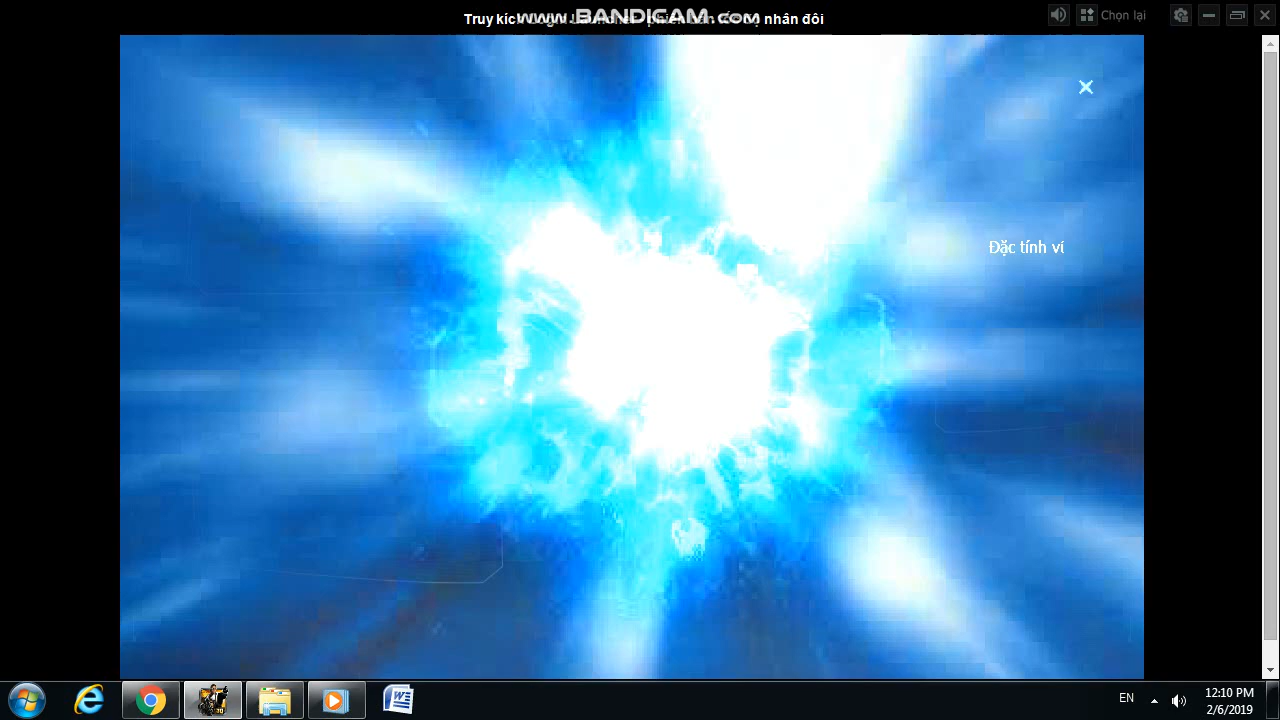 www.BANDICAM.com
Truy kích nhân đôi
Chọn lại
Đặc tính ví
EN
12:10 PM
2/6/2019